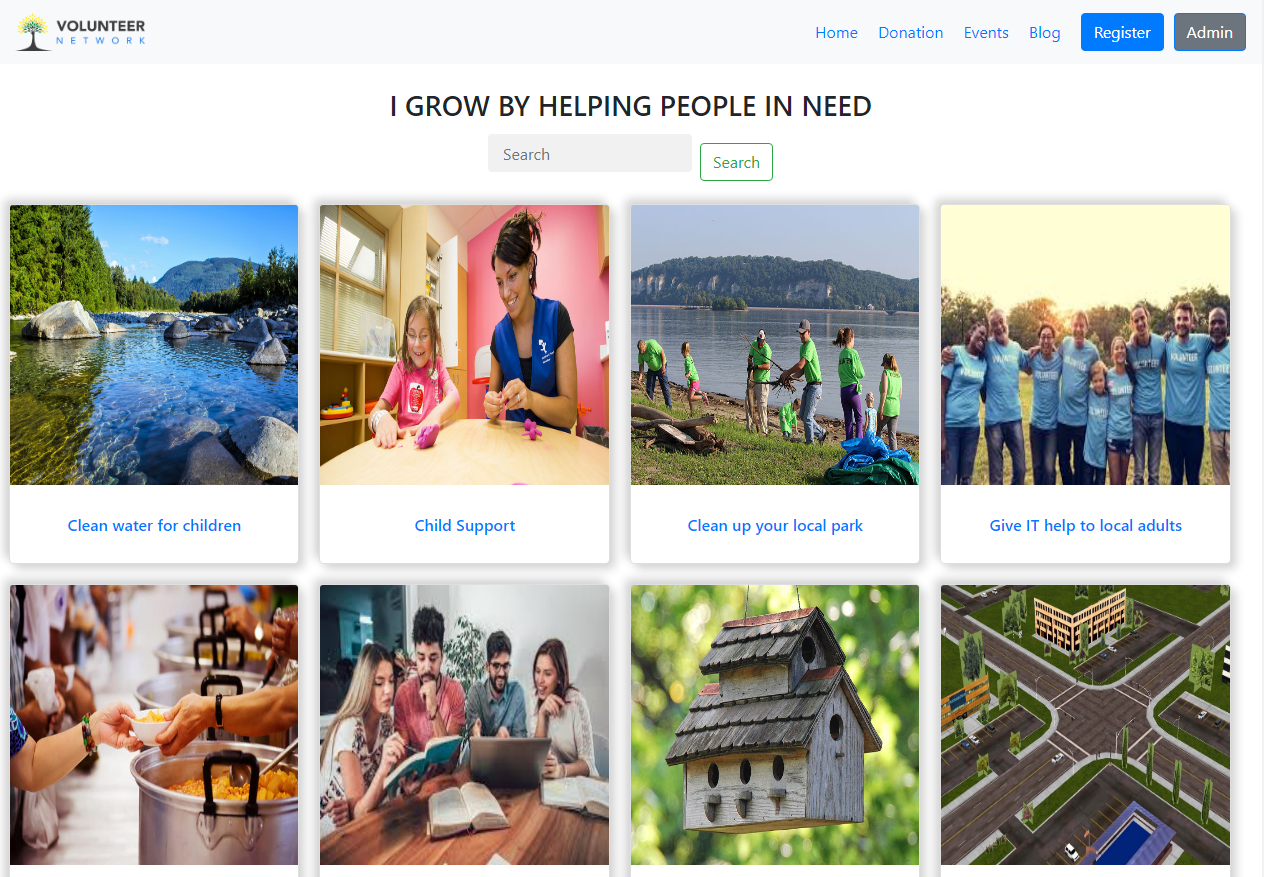 VOLUNTEER
NETWORK
Home Donation Events Blog Register Admin
I GROW BY HELPING PEOPLE IN NEED
Search Search
VOLUNTEER
VOLUNTEER
VOLUNTEER
Clean water for children
Child Support
Clean up your local park
Give IT help to local adults